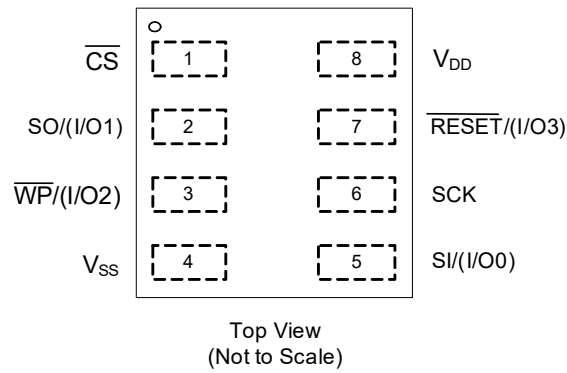 CS 1 8 VDD
SO/(I/O1) 2 7 RESET/(I/O3)
WP/(I/O2) 3 6 SCK
VSS 4 5 SI/(I/O0)
Top View
(Not to Scale)